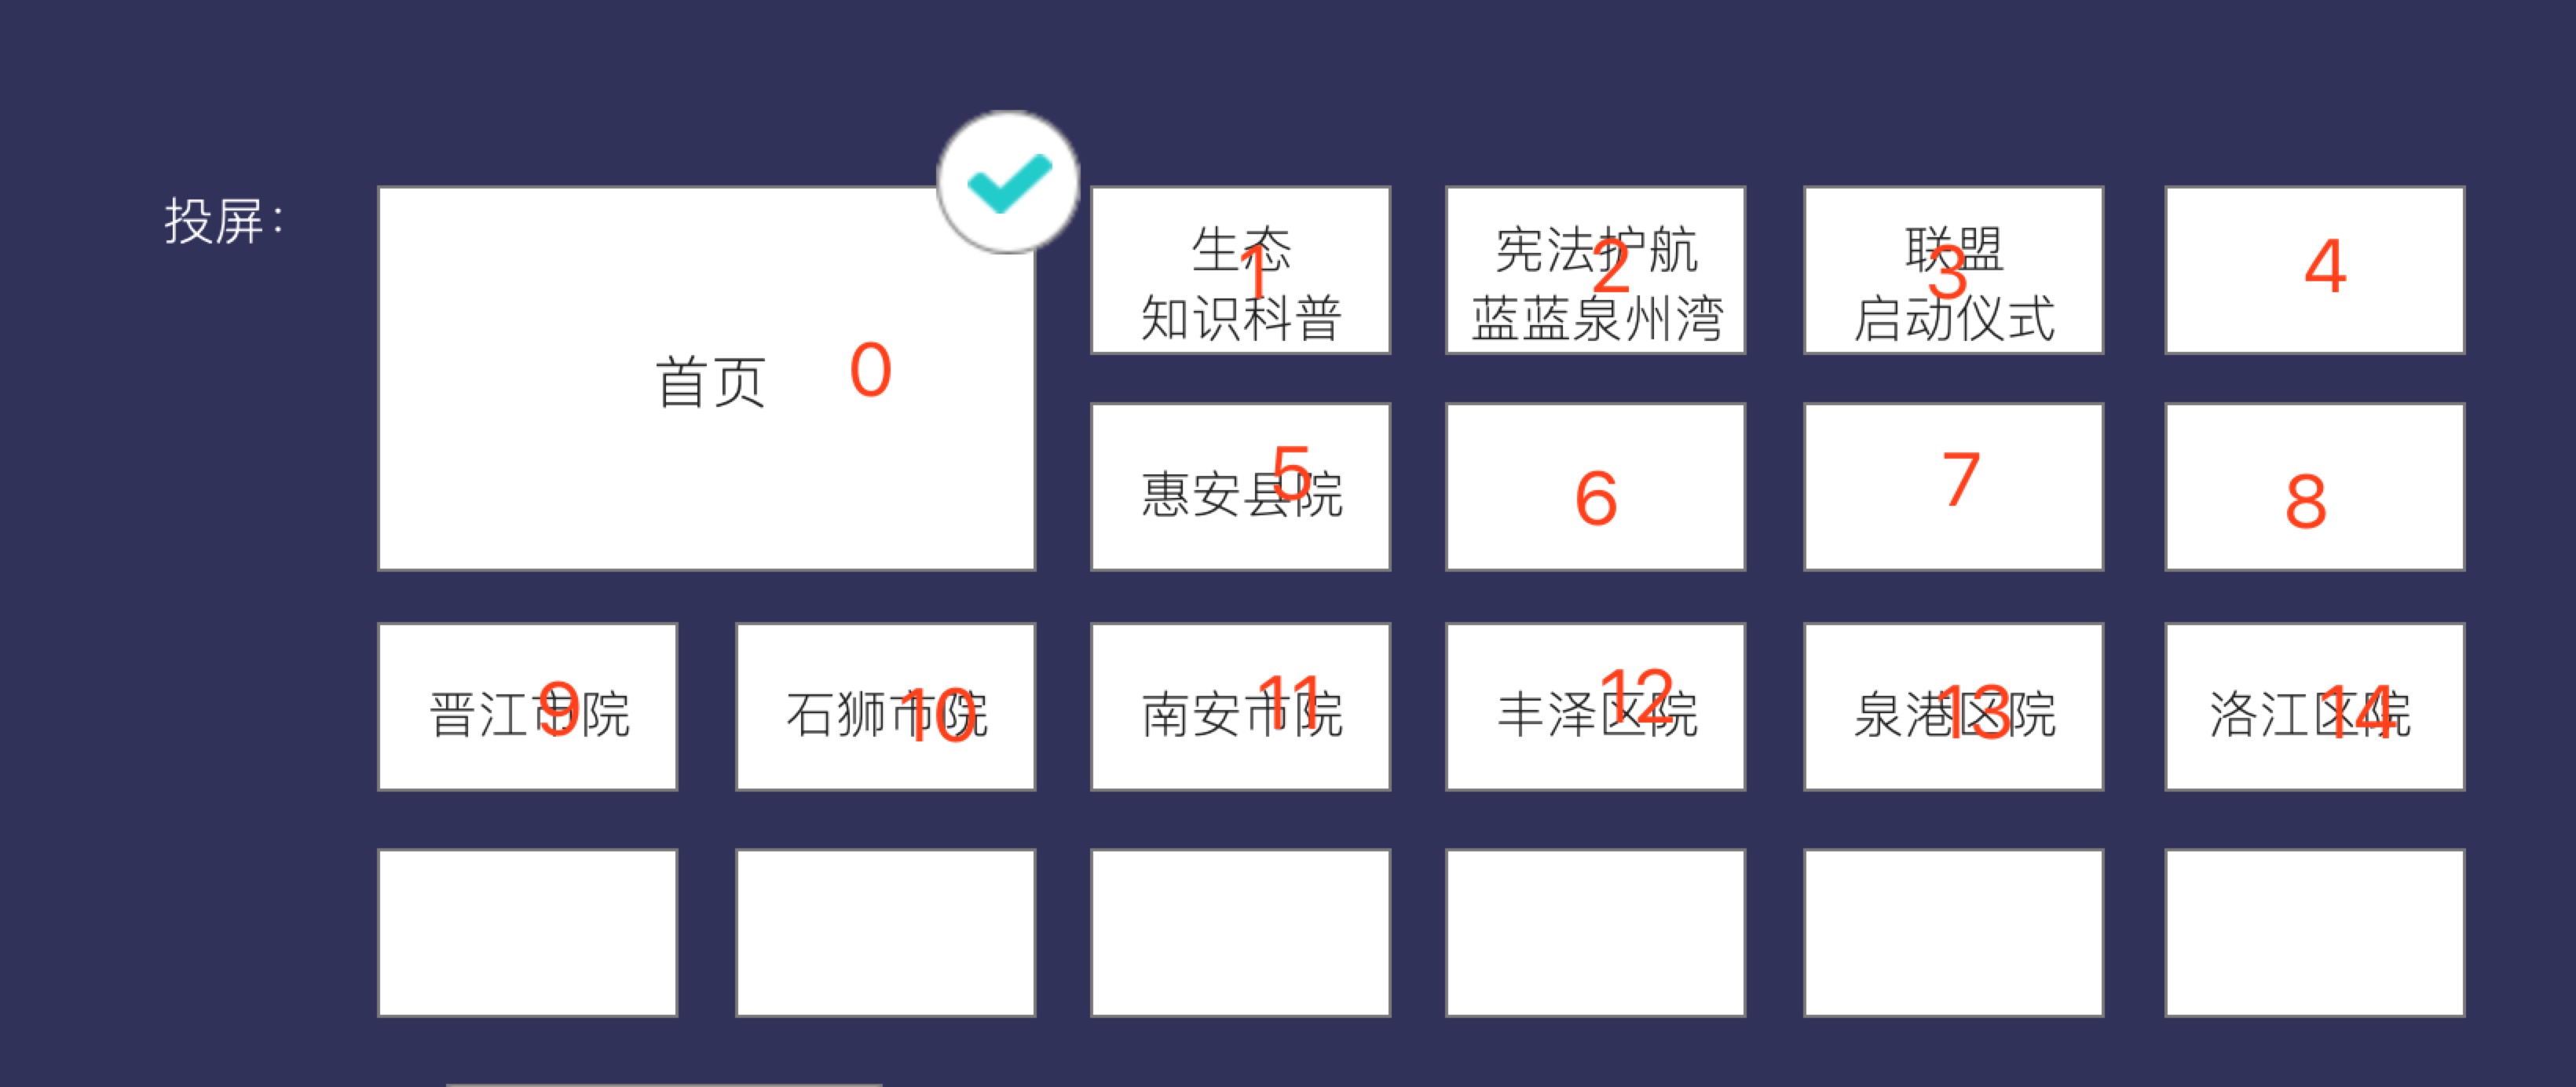 投屏：
首页 0
生态
知识科普
1
宪法护航
蓝蓝泉州湾
2
联盟
启动仪式
3
4
惠安县院 5
6
7
8
晋江市院 9
石狮市院 10
南安市院 11
丰泽区院 12
泉港区院 13
洛江区院 14